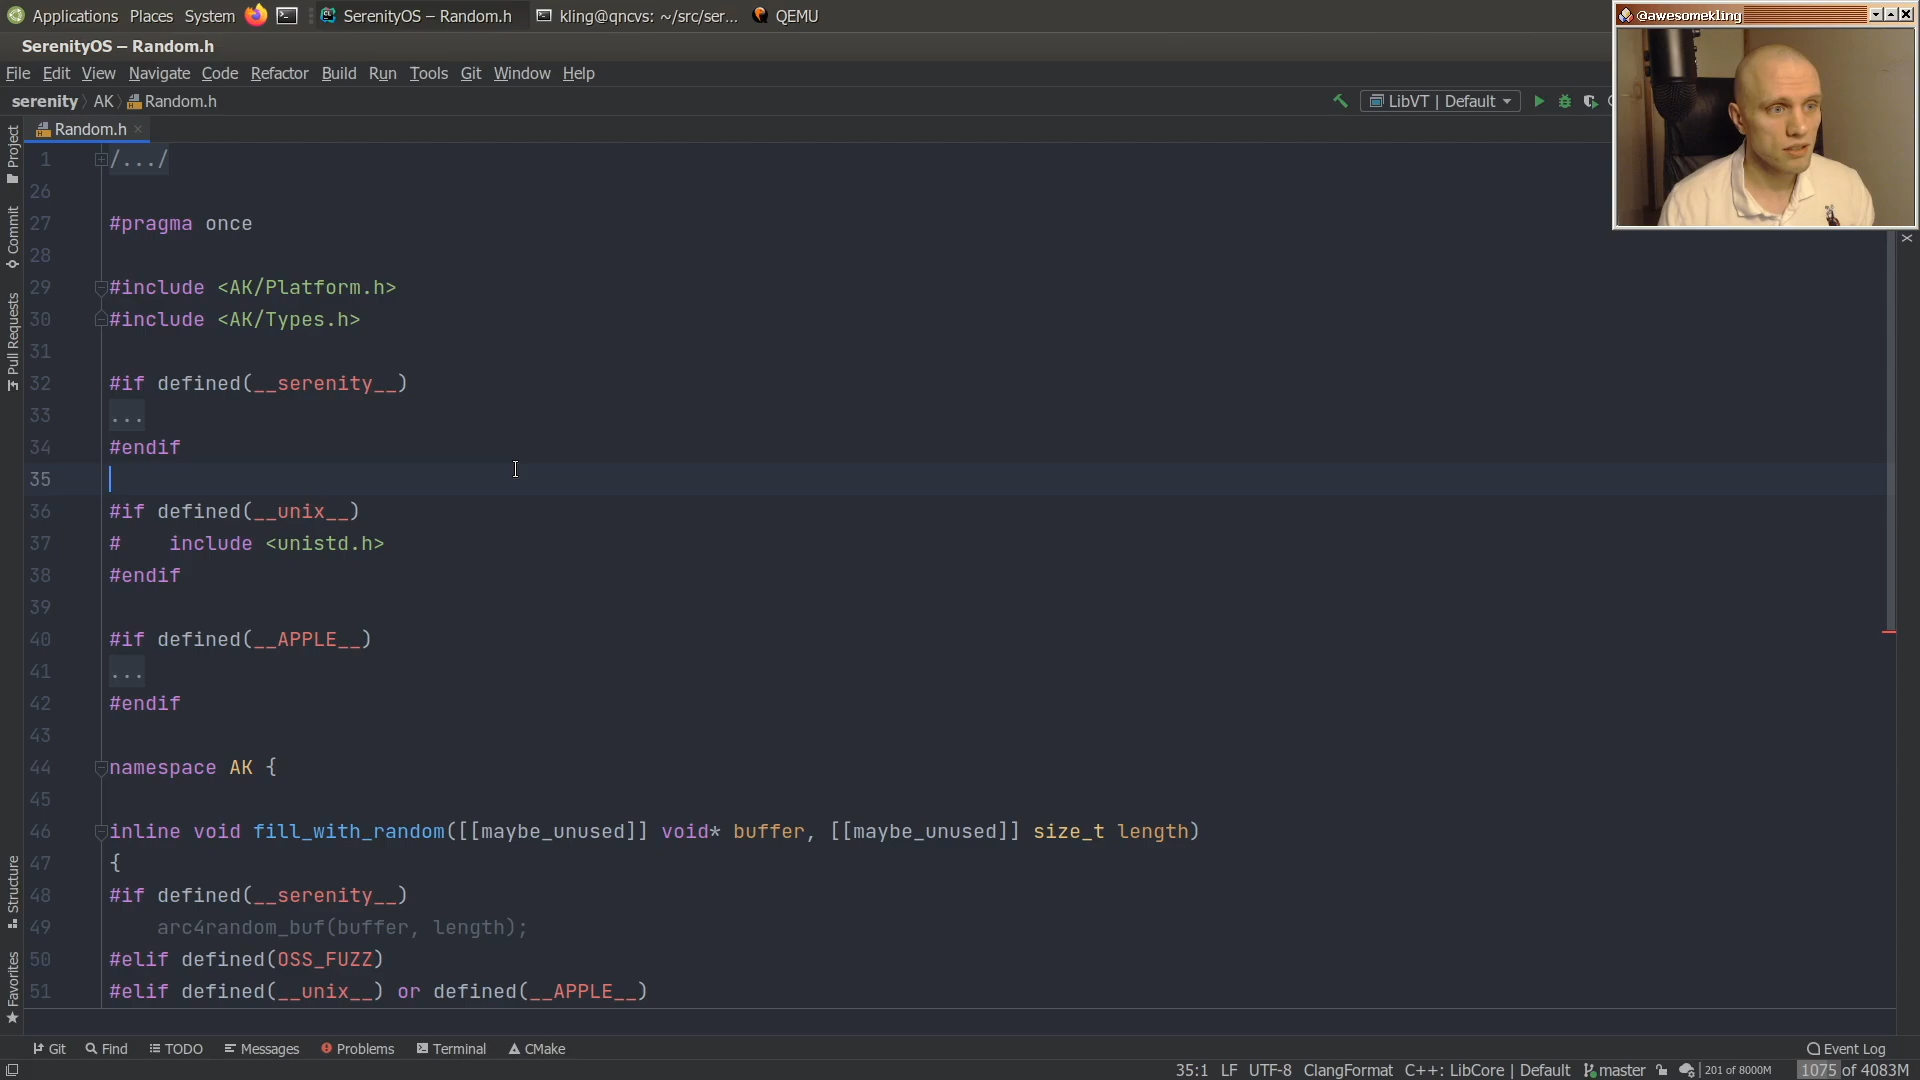 Applications Places System SerenityOS – Random.h kling@qncvs: ~/src/ser... QEMU
@awesomekling
SerenityOS – Random.h
File Edit View Navigate Code Refactor Build Run Tools Git Window Help
serenity AK Random.h LibVT | Default
Random.h
Project
Commit
Pull Requests
Structure
Favorites
1 /.../
26
27 #pragma once
28
29 #include <AK/Platform.h>
30 #include <AK/Types.h>
31
32 #if defined(__serenity__)
33 ...
34 #endif
35
36 #if defined(__unix__)
37 #    include <unistd.h>
38 #endif
39
40 #if defined(__APPLE__)
41 ...
42 #endif
43
44 namespace AK {
45
46 inline void fill_with_random([[maybe_unused]] void* buffer, [[maybe_unused]] size_t length)
47 {
48 #if defined(__serenity__)
49     arc4random_buf(buffer, length);
50 #elif defined(OSS_FUZZ)
51 #elif defined(__unix__) or defined(__APPLE__)
Git Find TODO Messages Problems Terminal CMake Event Log
35:1 LF UTF-8 ClangFormat C++: LibCore | Default master 201 of 8000M 1075 of 4083M